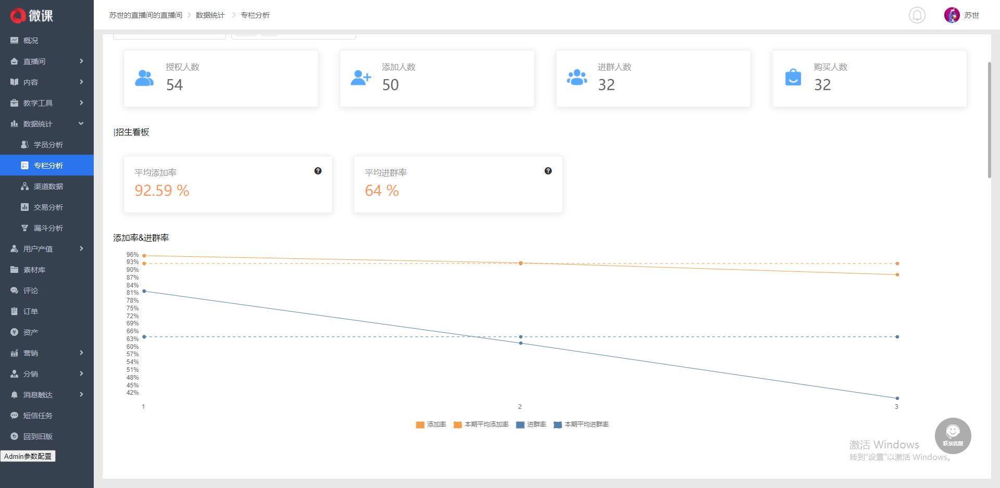 微课
苏世的直播间的直播间 > 数据统计 > 专栏分析
苏世
概况
直播间
内容
教学工具
数据统计
学员分析
专栏分析
渠道数据
交易分析
漏斗分析
用户产值
素材库
评论
订单
资产
营销
分销
消息触达
短信任务
回到旧版
Admin参数配置
授权人数
54
添加人数
50
进群人数
32
购买人数
32
|招生看板
平均添加率
92.59 %
平均进群率
64 %
添加率&进群率
96%
93%
90%
87%
84%
81%
78%
75%
72%
69%
66%
63%
60%
57%
54%
51%
48%
45%
42%
1 2 3
添加率 本期平均添加率 进群率 本期平均进群率
联系客服
激活 Windows
转到“设置”以激活 Windows。